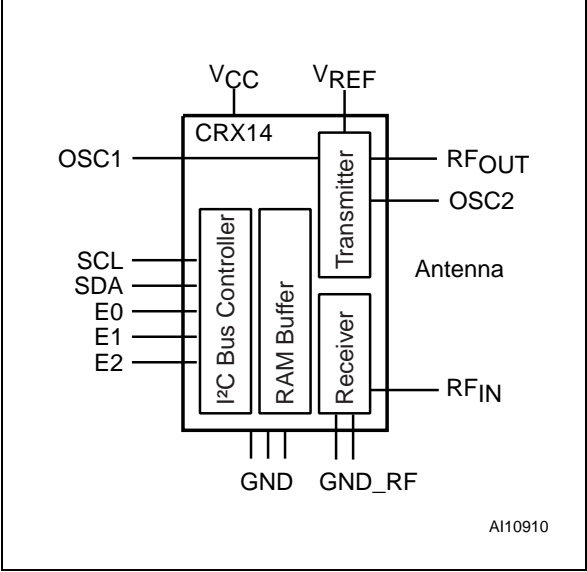 VCC VREF
CRX14
OSC1 RFOUT
Transmitter
OSC2
I²C Bus Controller
RAM Buffer
SCL Antenna
SDA
E0
E1
E2
Receiver
RFIN
GND GND_RF
AI10910